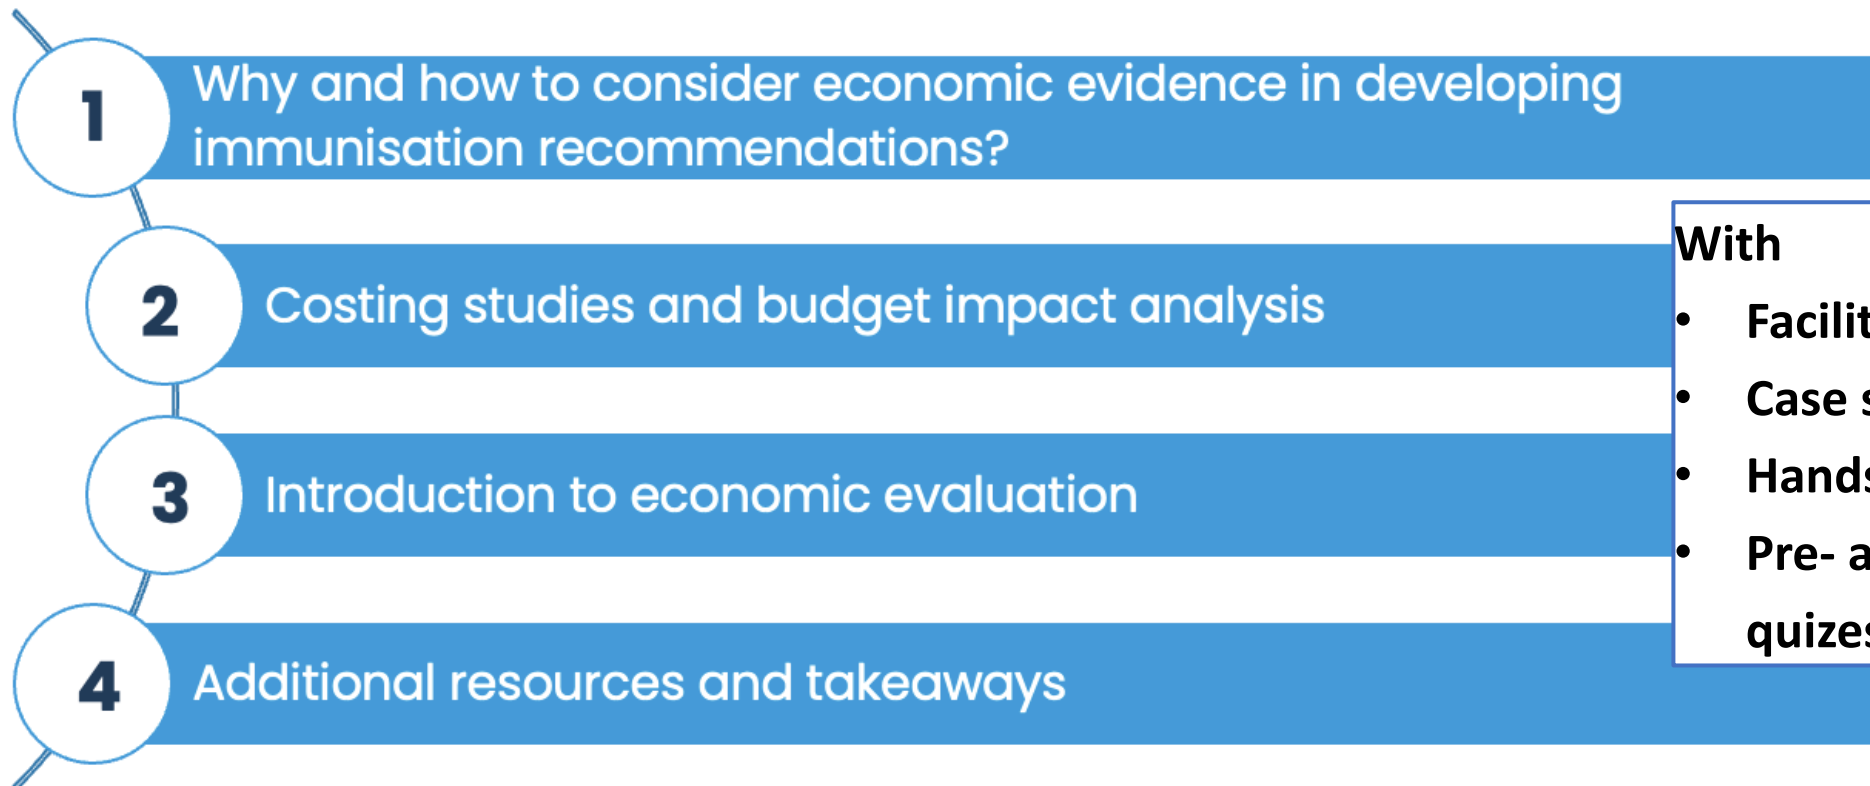 1
Why and how to consider economic evidence in developing
immunisation recommendations?
2
Costing studies and budget impact analysis
3
Introduction to economic evaluation
4
Additional resources and takeaways
With
• 
• Case
• 
• Pre-